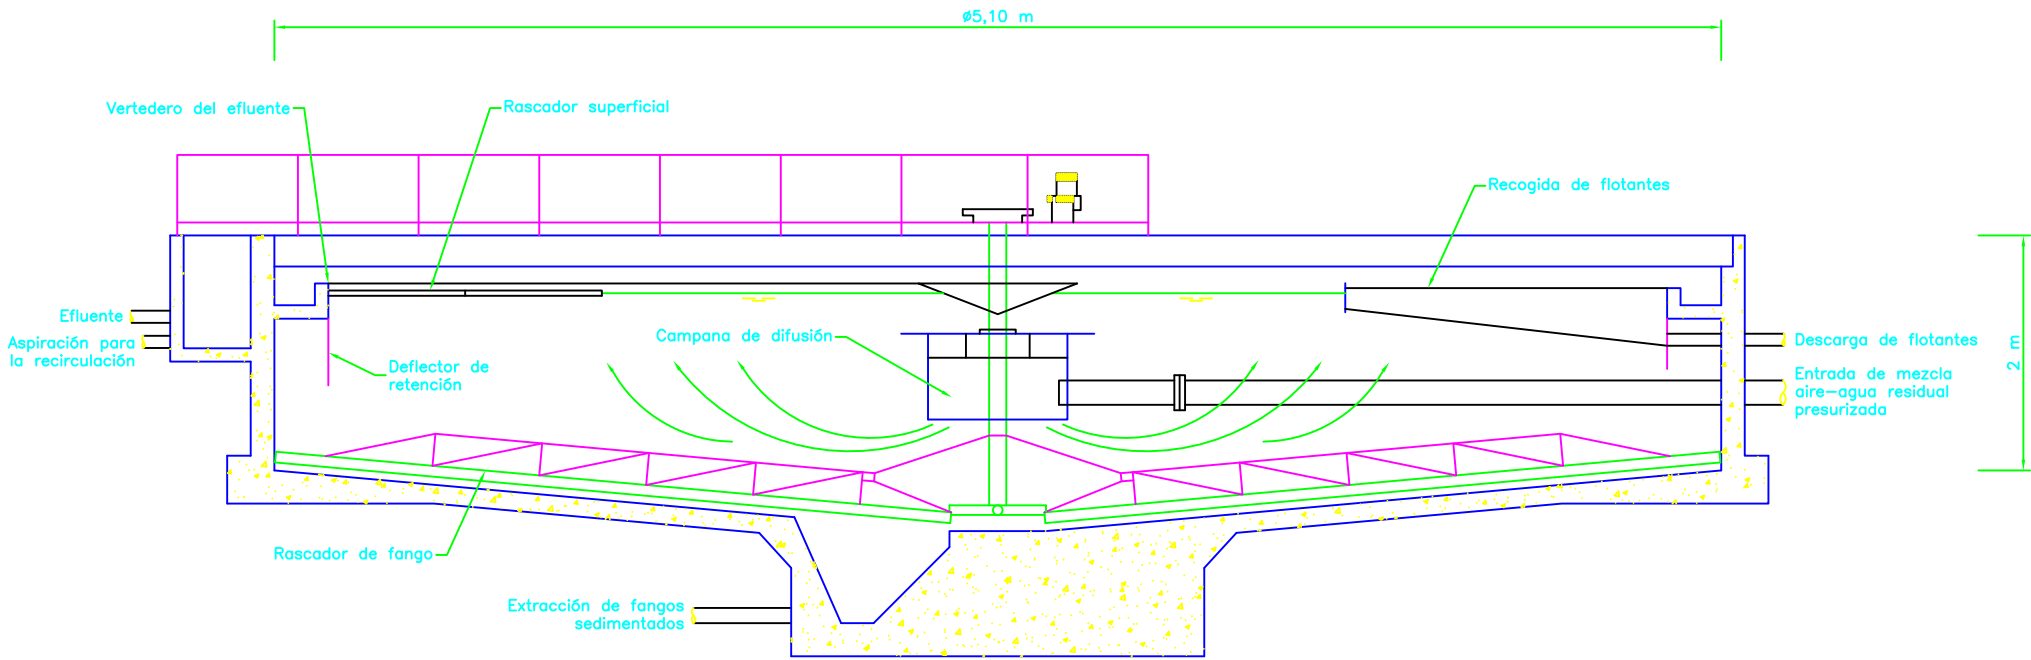 ø5,10 m
Vertedero del efluente
Rascador superficial
Recogida de flotantes
Efluente
Aspiración para
la recirculación
Campana de difusión
Deflector de
retención
Descarga de flotantes
2 m
Entrada de mezcla
aire-agua residual
presurizada
Rascador de fango
Extracción de fangos
sedimentados